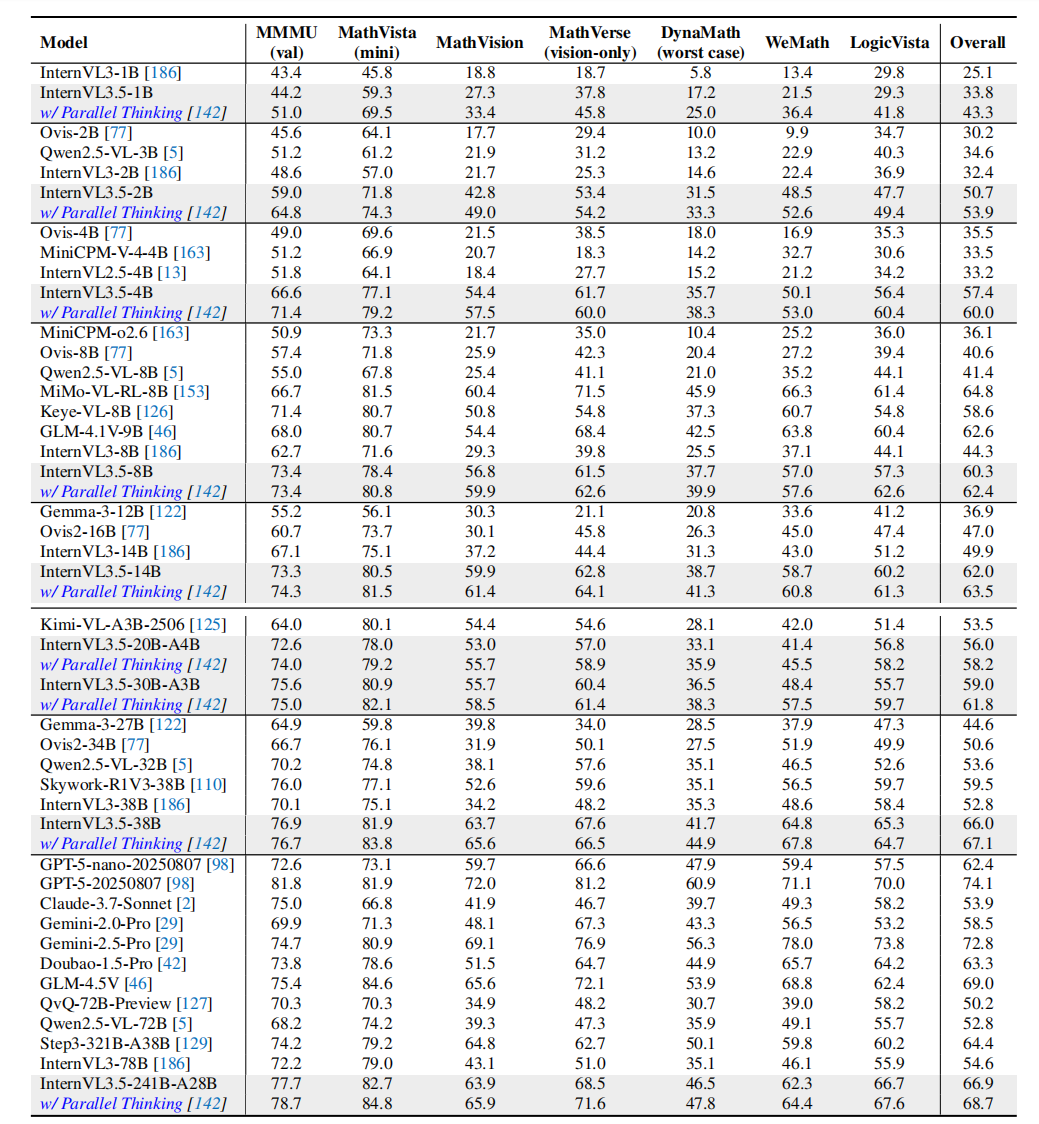 Model MMMU (val) MathVista (mini) MathVision MathVerse (vision-only) DynaMath (worst case) WeMath LogicVista Overall
InternVL3-1B [186] 43.4 45.8 18.8 18.7 5.8 13.4 29.8 25.1
InternVL3.5-1B 44.2 59.3 27.3 37.8 17.2 21.5 29.3 33.8
w/ Parallel Thinking [142] 51.0 69.5 33.4 45.8 25.0 36.4 41.8 43.3
Ovis-2B [77] 45.6 64.1 17.7 29.4 10.0 9.9 34.7 30.2
Qwen2.5-VL-3B [5] 51.2 61.2 21.9 31.2 13.2 22.9 40.3 34.6
InternVL3-2B [186] 48.6 57.0 21.7 25.3 14.6 22.4 36.9 32.4
InternVL3.5-2B 59.0 71.8 42.8 53.4 31.5 48.5 47.7 50.7
w/ Parallel Thinking [142] 64.8 74.3 49.0 54.2 33.3 52.6 49.4 53.9
Ovis-4B [77] 49.0 69.6 21.5 38.5 18.0 16.9 35.3 35.5
MiniCPM-V-4-4B [163] 51.2 66.9 20.7 18.3 14.2 32.7 30.6 33.5
InternVL2.5-4B [13] 51.8 64.1 18.4 27.7 15.2 21.2 34.2 33.2
InternVL3.5-4B 66.6 77.1 54.4 61.7 35.7 50.1 56.4 57.4
w/ Parallel Thinking [142] 71.4 79.2 57.5 60.0 38.3 53.0 60.4 60.0
MiniCPM-o2.6 [163] 50.9 73.3 21.7 35.0 10.4 25.2 36.0 36.1
Ovis-8B [77] 57.4 71.8 25.9 42.3 20.4 27.2 39.4 40.6
Qwen2.5-VL-8B [5] 55.0 67.8 25.4 41.1 21.0 35.2 44.1 41.4
MiMo-VL-RL-8B [153] 66.7 81.5 60.4 71.5 45.9 66.3 61.4 64.8
Keye-VL-8B [126] 71.4 80.7 50.8 54.8 37.3 60.7 54.8 58.6
GLM-4.1V-9B [46] 68.0 80.7 54.4 68.4 42.5 63.8 60.4 62.6
InternVL3-8B [186] 62.7 71.6 29.3 39.8 25.5 37.1 44.1 44.3
InternVL3.5-8B 73.4 78.4 56.8 61.5 37.7 57.0 57.3 60.3
w/ Parallel Thinking [142] 73.4 80.8 59.9 62.6 39.9 57.6 62.6 62.4
Gemma-3-12B [122] 55.2 56.1 30.3 21.1 20.8 33.6 41.2 36.9
Ovis2-16B [77] 60.7 73.7 30.1 45.8 26.3 45.0 47.4 47.0
InternVL3-14B [186] 67.1 75.1 37.2 44.4 31.3 43.0 51.2 49.9
InternVL3.5-14B 73.3 80.5 59.9 62.8 38.7 58.7 60.2 62.0
w/ Parallel Thinking [142] 74.3 81.5 61.4 64.1 41.3 60.8 61.3 63.5
Kimi-VL-A3B-2506 [125] 64.0 80.1 54.4 54.6 28.1 42.0 51.4 53.5
InternVL3.5-20B-A4B 72.6 78.0 53.0 57.0 33.1 41.4 56.8 56.0
w/ Parallel Thinking [142] 74.0 79.2 55.7 58.9 35.9 45.5 58.2 58.2
InternVL3.5-30B-A3B 75.6 80.9 55.7 60.4 36.5 48.4 55.7 59.0
w/ Parallel Thinking [142] 75.0 82.1 58.5 61.4 38.3 57.5 59.7 61.8
Gemma-3-27B [122] 64.9 59.8 39.8 34.0 28.5 37.9 47.3 44.6
Ovis2-34B [77] 66.7 76.1 31.9 50.1 27.5 51.9 49.9 50.6
Qwen2.5-VL-32B [5] 70.2 74.8 38.1 57.6 35.1 46.5 52.6 53.6
Skywork-R1V3-38B [110] 76.0 77.1 52.6 59.6 35.1 56.5 59.7 59.5
InternVL3-38B [186] 70.1 75.1 34.2 48.2 35.3 48.6 58.4 52.8
InternVL3.5-38B 76.9 81.9 63.7 67.6 41.7 64.8 65.3 66.0
w/ Parallel Thinking [142] 76.7 83.8 65.6 66.5 44.9 67.8 64.7 67.1
GPT-5-nano-20250807 [98] 72.6 73.1 59.7 66.6 47.9 59.4 57.5 62.4
GPT-5-20250807 [98] 81.8 81.9 72.0 81.2 60.9 71.1 70.0 74.1
Claude-3.7-Sonnet [2] 75.0 66.8 41.9 46.7 39.7 49.3 58.2 53.9
Gemini-2.0-Pro [29] 69.9 71.3 48.1 67.3 43.3 56.5 53.2 58.5
Gemini-2.5-Pro [29] 74.7 80.9 69.1 76.9 56.3 78.0 73.8 72.8
Doubao-1.5-Pro [42] 73.8 78.6 51.5 64.7 44.9 65.7 64.2 63.3
GLM-4.5V [46] 75.4 84.6 65.6 72.1 53.9 68.8 62.4 69.0
QvQ-72B-Preview [127] 70.3 70.3 34.9 48.2 30.7 39.0 58.2 50.2
Qwen2.5-VL-72B [5] 68.2 74.2 39.3 47.3 35.9 49.1 55.7 52.8
Step3-321B-A38B [129] 74.2 79.2 64.8 62.7 50.1 59.8 60.2 64.4
InternVL3-78B [186] 72.2 79.0 43.1 51.0 35.1 46.1 55.9 54.6
InternVL3.5-241B-A28B 77.7 82.7 63.9 68.5 46.5 62.3 66.7 66.9
w/ Parallel Thinking [142] 78.7 84.8 65.9 71.6 47.8 64.4 67.6 68.7